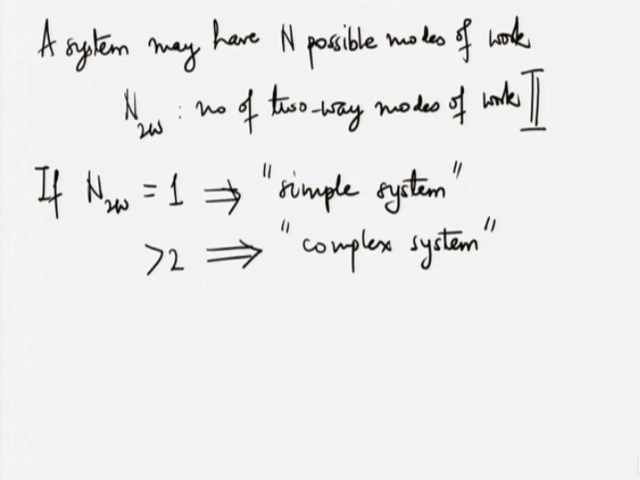 A system may have N possible modes of work
N2w : no of two-way modes of work
If N2w = 1 ⇒ "simple system"
>2 ⇒ "complex system"